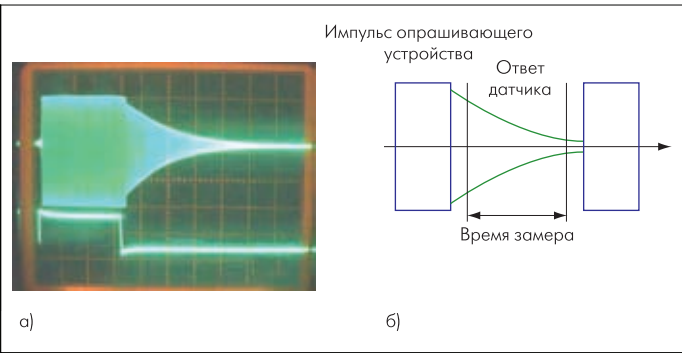 Импульс опрашивающего
устройства
Ответ
датчика
Время замера
а)
б)